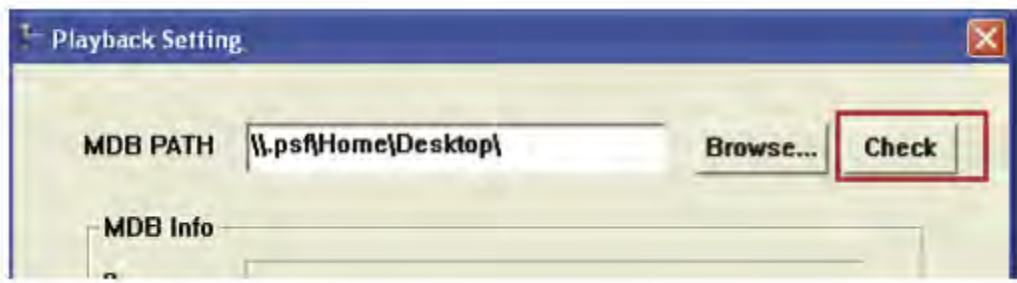 Playback Setting
MDB PATH \\.psf\Home\Desktop\ Browse... Check
MDB Info